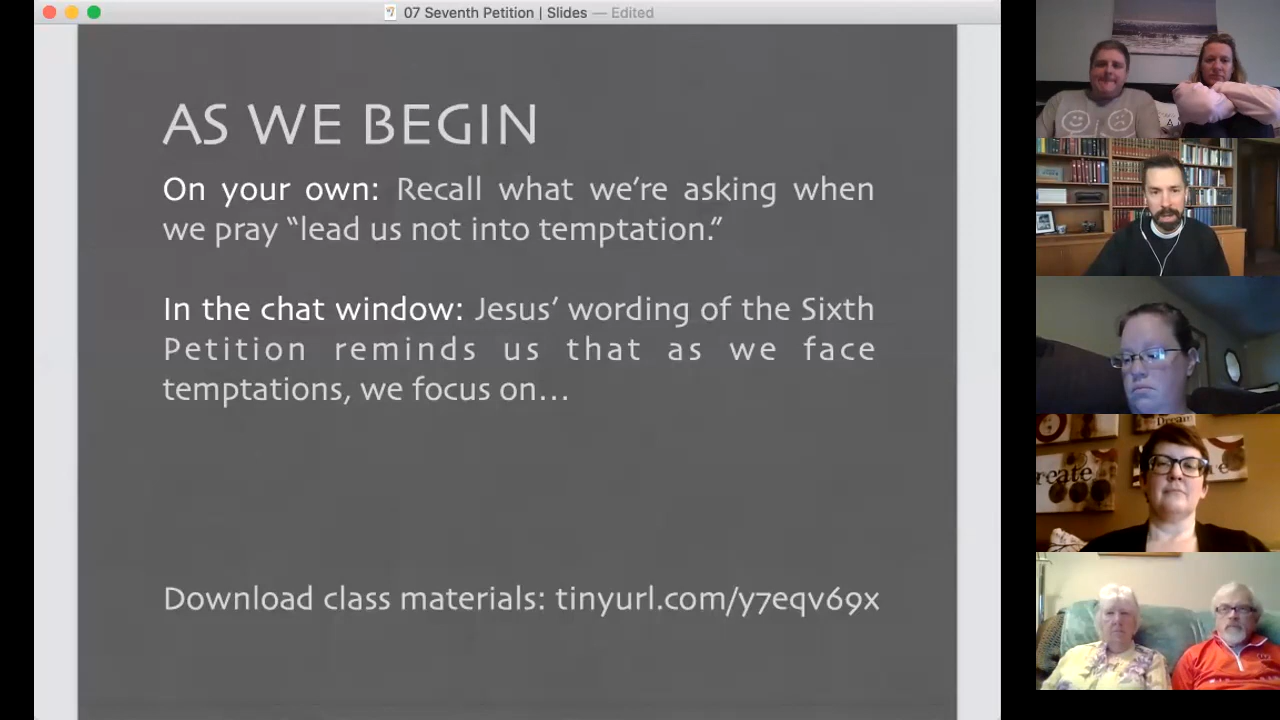 07 Seventh Petition | Slides — Edited
AS WE BEGIN
On your own: Recall what we're asking when
we pray “lead us not into temptation.”
In the chat window: Jesus' wording of the Sixth
Petition reminds us that as we face
temptations, we focus on…
Download class materials: tinyurl.com/y7eqv69x
Dream
reate